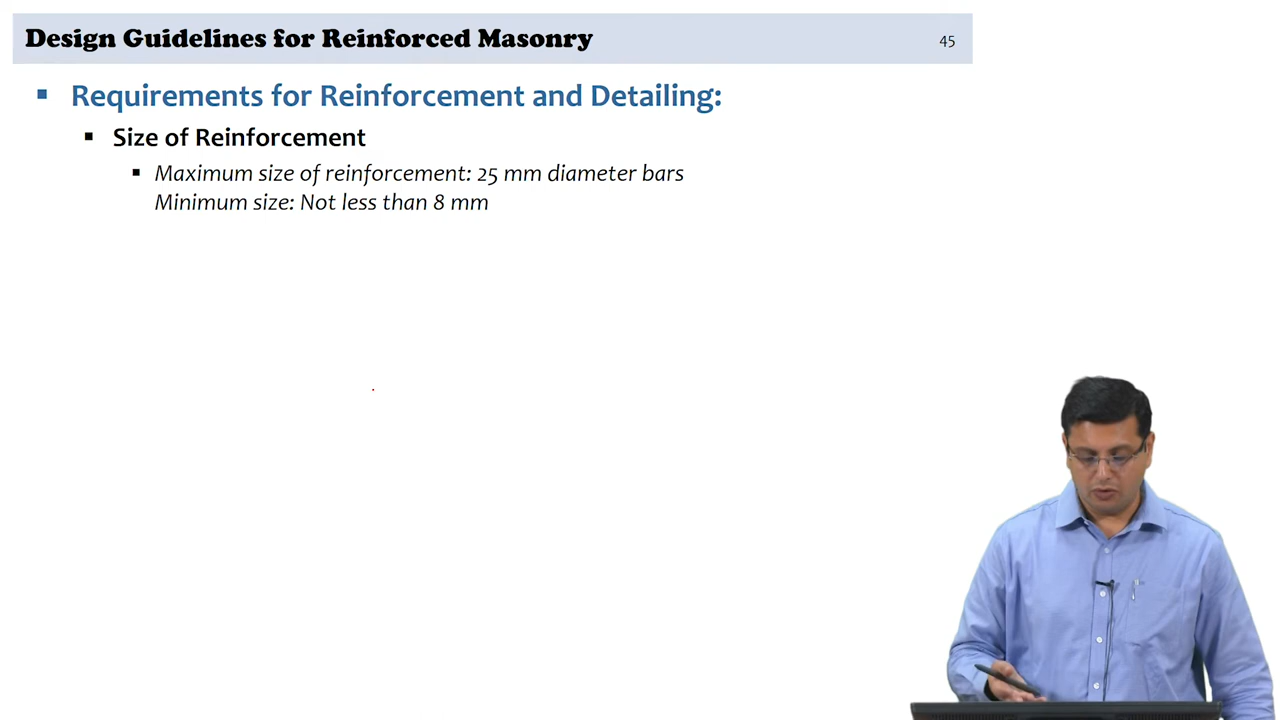 Design Guidelines for Reinforced Masonry
45
Requirements for Reinforcement and Detailing:
Size of Reinforcement
Maximum size of reinforcement: 25 mm diameter bars
Minimum size: Not less than 8 mm